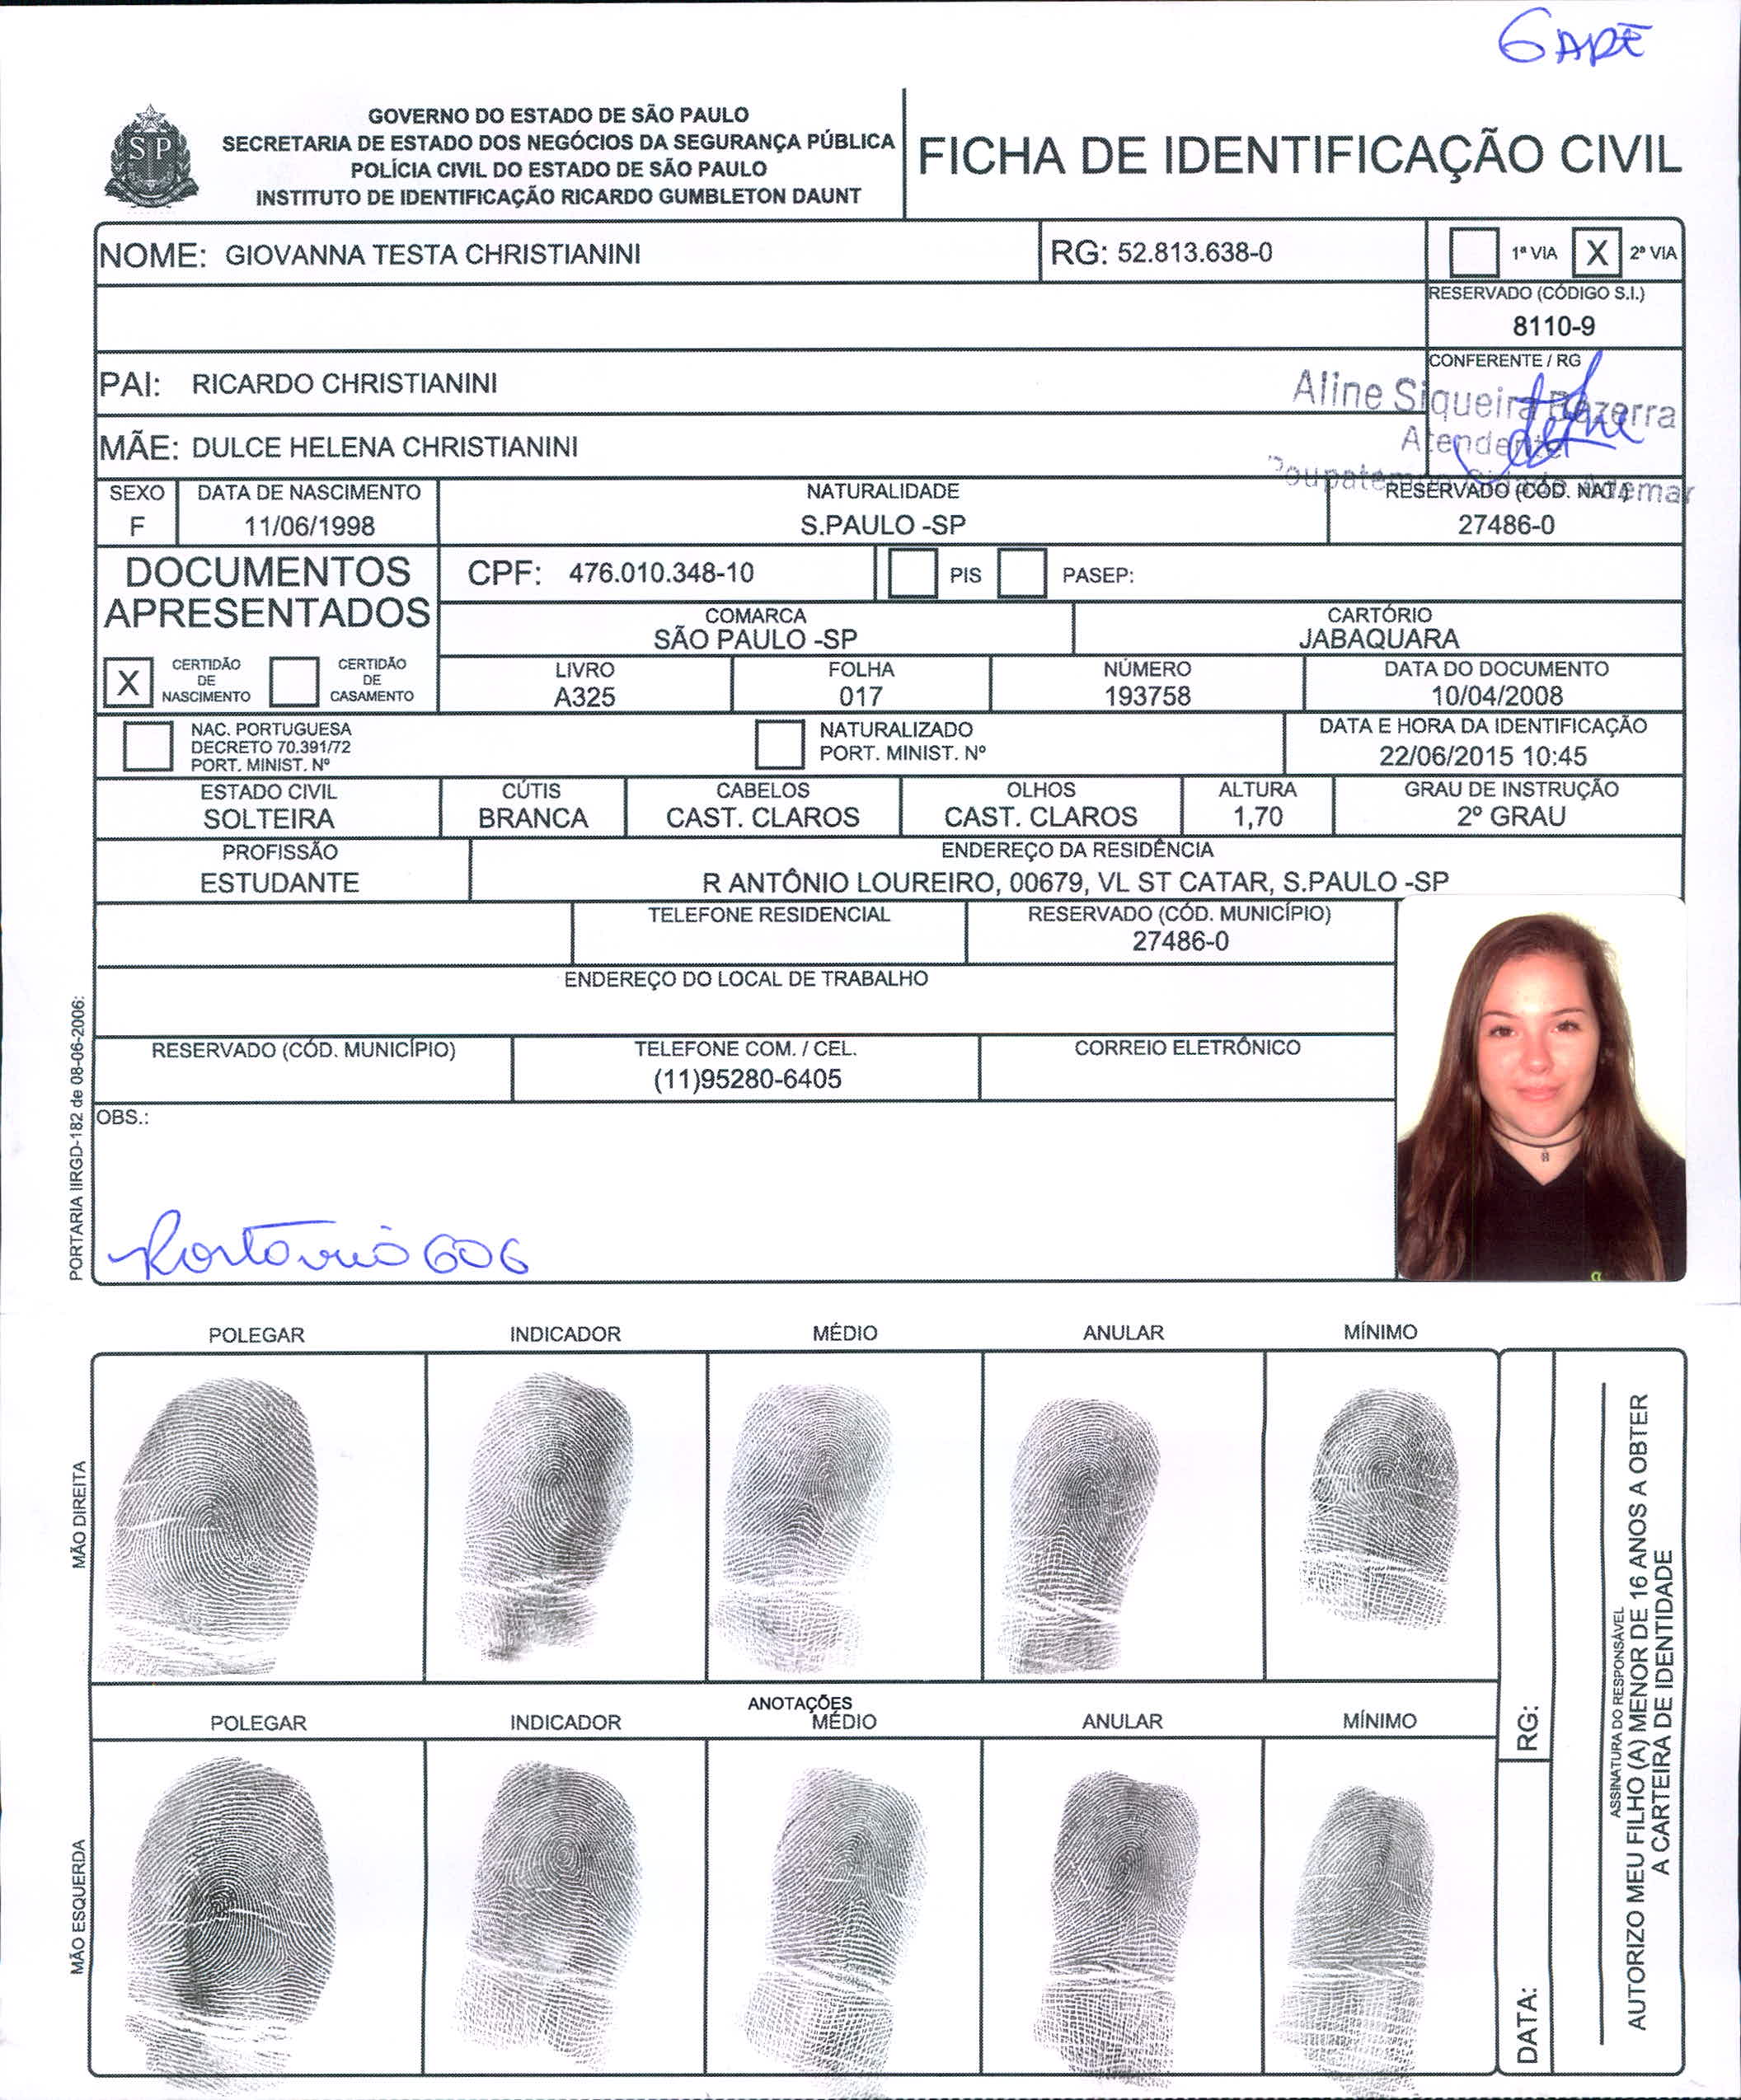 GAPE
GOVERNO DO ESTADO DE SÃO PAULO
SECRETARIA DE ESTADO DOS NEGÓCIOS DA SEGURANÇA PÚBLICA
POLÍCIA CIVIL DO ESTADO DE SÃO PAULO
INSTITUTO DE IDENTIFICAÇÃO RICARDO GUMBLETON DAUNT
SP
FICHA DE IDENTIFICAÇÃO CIVIL
NOME: GIOVANNA TESTA CHRISTIANINI
RG: 52.813.638-0
1ª VIA X 2ª VIA
RESERVADO (CÓDIGO S.I.)
8110-9
PAI: RICARDO CHRISTIANINI
CONFERENTE / RG
Aline Siqueira Bezerra
Atendente
Poupatempo Cidade Ademar
MÃE: DULCE HELENA CHRISTIANINI
SEXO
F
DATA DE NASCIMENTO
11/06/1998
NATURALIDADE
S.PAULO -SP
RESERVADO (CÓD. NAT.)
27486-0
DOCUMENTOS
APRESENTADOS
X CERTIDÃO
DE
NASCIMENTO
CERTIDÃO
DE
CASAMENTO
CPF: 476.010.348-10
PIS
PASEP:
COMARCA
SÃO PAULO -SP
CARTÓRIO
JABAQUARA
LIVRO
A325
FOLHA
017
NÚMERO
193758
DATA DO DOCUMENTO
10/04/2008
NAC. PORTUGUESA
DECRETO 70.391/72
PORT. MINIST. Nº
NATURALIZADO
PORT. MINIST. Nº
DATA E HORA DA IDENTIFICAÇÃO
22/06/2015 10:45
ESTADO CIVIL
SOLTEIRA
CÚTIS
BRANCA
CABELOS
CAST. CLAROS
OLHOS
CAST. CLAROS
ALTURA
1,70
GRAU DE INSTRUÇÃO
2º GRAU
PROFISSÃO
ESTUDANTE
ENDEREÇO DA RESIDÊNCIA
R ANTÔNIO LOUREIRO, 00679, VL ST CATAR, S.PAULO -SP
TELEFONE RESIDENCIAL
RESERVADO (CÓD. MUNICÍPIO)
27486-0
ENDEREÇO DO LOCAL DE TRABALHO
RESERVADO (CÓD. MUNICÍPIO)
TELEFONE COM. / CEL.
(11)95280-6405
CORREIO ELETRÔNICO
OBS.:
606
PORTARIA IIRGD-182 de 08-06-2006:
POLEGAR INDICADOR MÉDIO ANULAR MÍNIMO
MÃO DIREITA
ANOTAÇÕES
POLEGAR INDICADOR MÉDIO ANULAR MÍNIMO
MÃO ESQUERDA
RG:
DATA:
ASSINATURA DO RESPONSÁVEL
AUTORIZO MEU FILHO (A) MENOR DE 16 ANOS A OBTER
A CARTEIRA DE IDENTIDADE